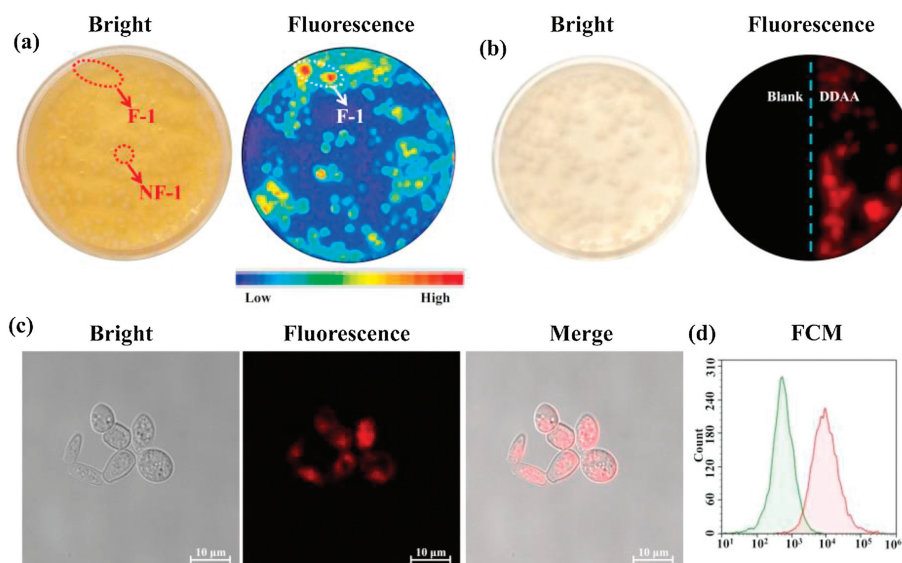 (a)
Bright
Fluorescence
F-1
NF-1
F-1
Low
High
(b)
Bright
Fluorescence
Blank
DDAA
(c)
Bright
Fluorescence
Merge
10 µm
10 µm
10 µm
(d)
FCM
Count
310
240
180
120
60
0
10¹ 10² 10³ 10⁴ 10⁵ 10⁶